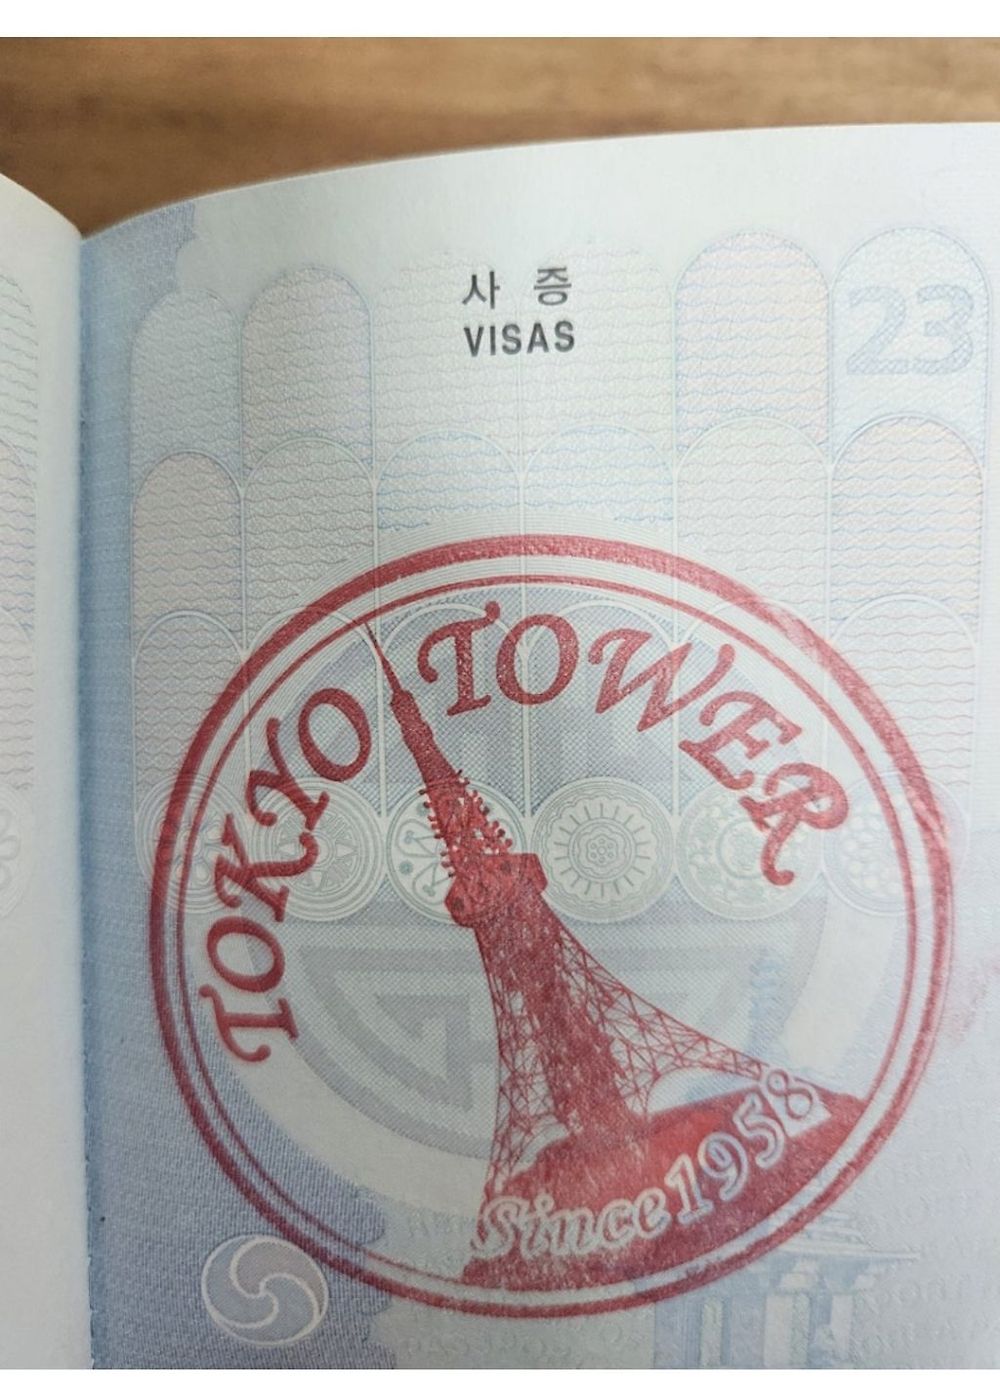 사 증
VISAS
23
TOKYO TOWER
Since 1958